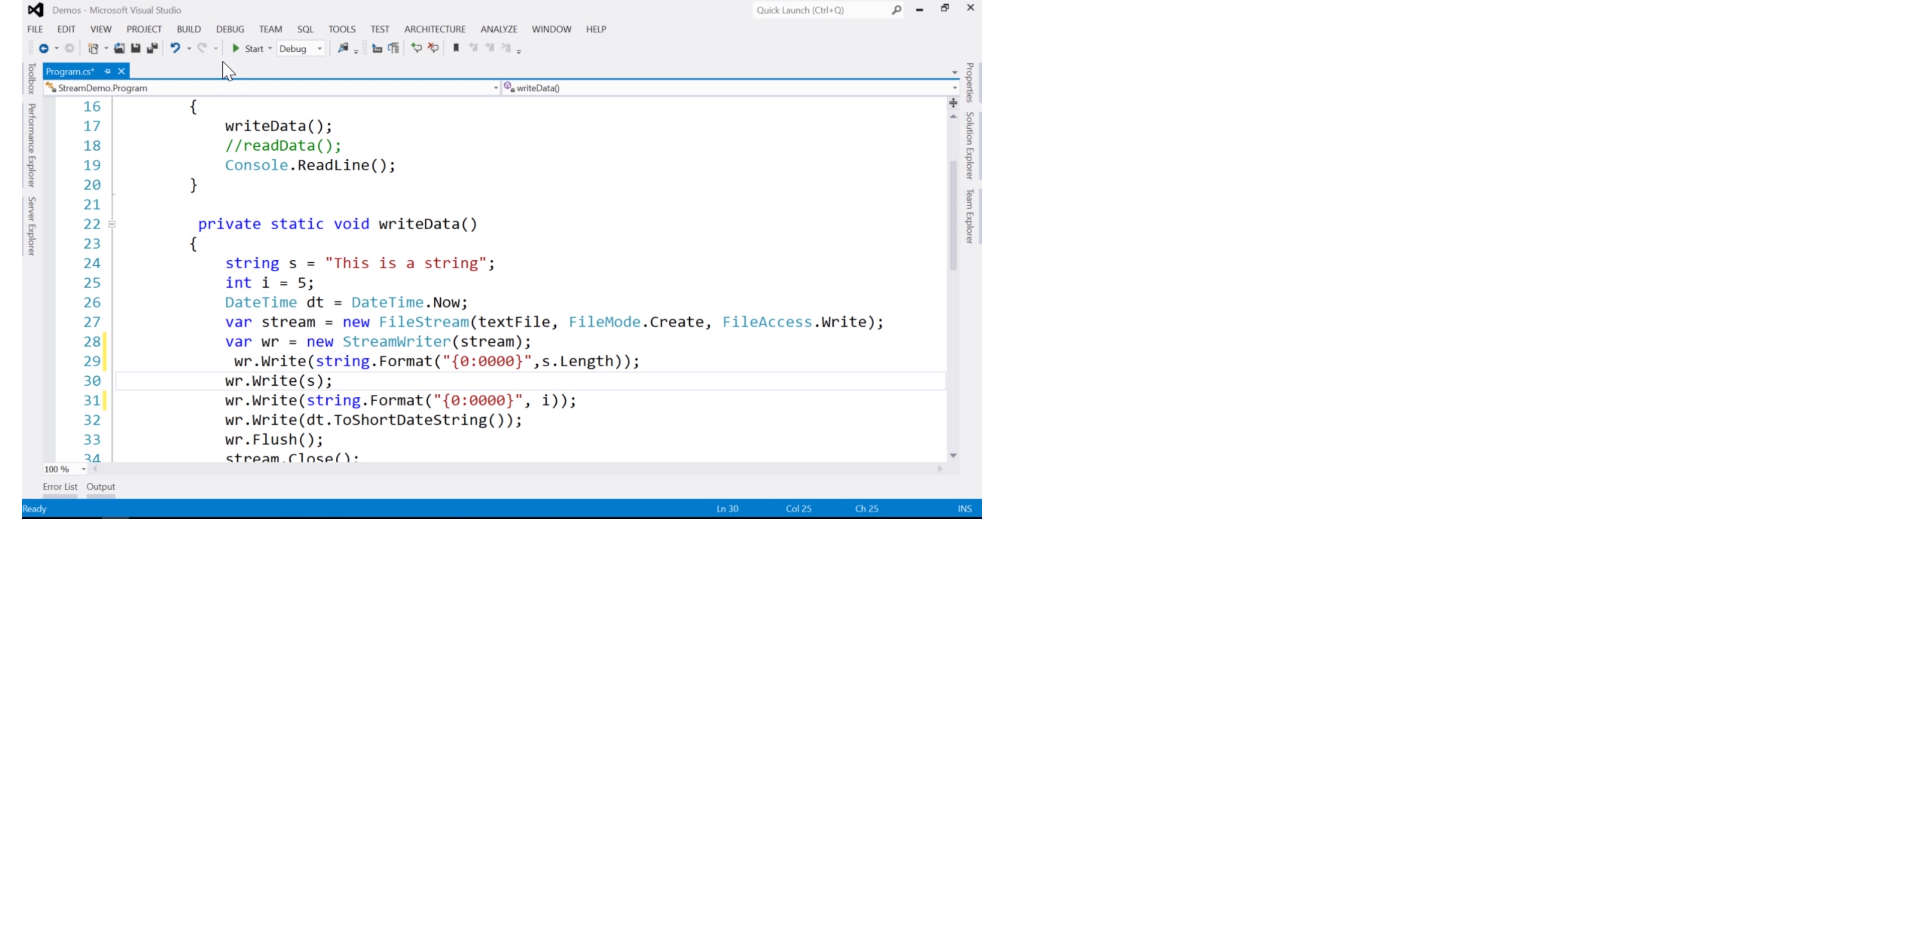 Demos - Microsoft Visual Studio
Quick Launch (Ctrl+Q)
FILE EDIT VIEW PROJECT BUILD DEBUG TEAM SQL TOOLS TEST ARCHITECTURE ANALYZE WINDOW HELP
Start Debug
Program.cs*
StreamDemo.Program writeData()
Toolbox
Performance Explorer
Server Explorer
16 {
17 writeData();
18 //readData();
19 Console.ReadLine();
20 }
21
22 private static void writeData()
23 {
24 string s = "This is a string";
25 int i = 5;
26 DateTime dt = DateTime.Now;
27 var stream = new FileStream(textFile, FileMode.Create, FileAccess.Write);
28 var wr = new StreamWriter(stream);
29 wr.Write(string.Format("{0:0000}",s.Length));
30 wr.Write(s);
31 wr.Write(string.Format("{0:0000}", i));
32 wr.Write(dt.ToShortDateString());
33 wr.Flush();
34 stream.Close();
Properties
Solution Explorer
Team Explorer
100 %
Error List Output
Ready Ln 30 Col 25 Ch 25 INS